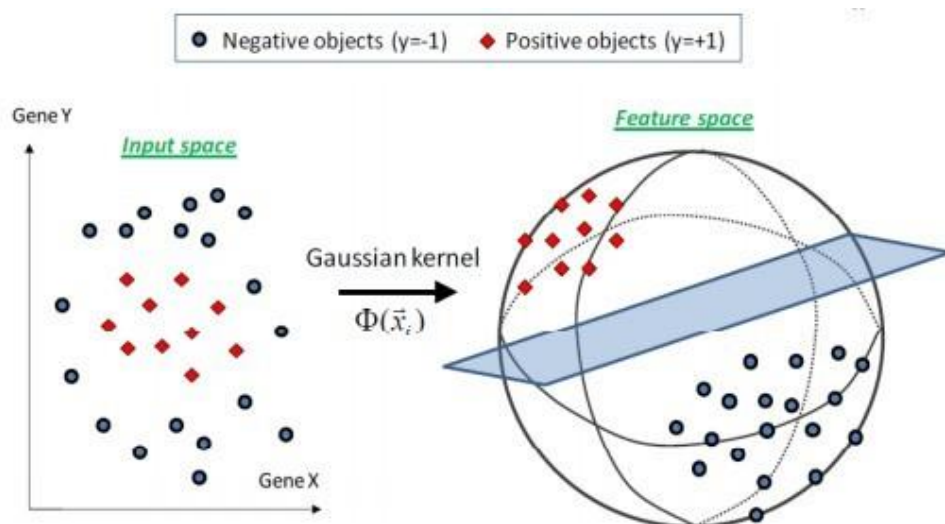 Negative objects (y=-1) Positive objects (y=+1)
Gene Y
Input space
Feature space
Gaussian kernel
Φ(x⃗ᵢ)
Gene X